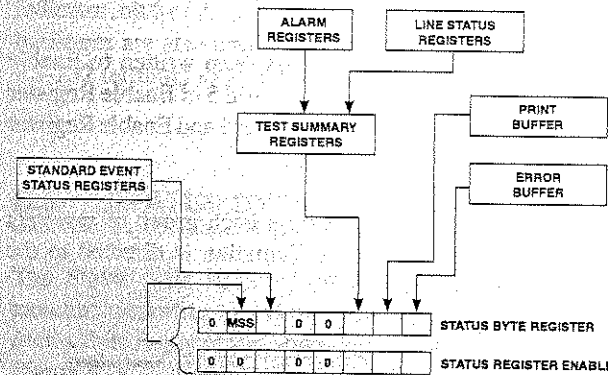 ALARM
REGISTERS
LINE STATUS
REGISTERS
TEST SUMMARY
REGISTERS
PRINT
BUFFER
STANDARD EVENT
STATUS REGISTERS
ERROR
BUFFER
0 MSS 0 0
STATUS BYTE REGISTER
0 0 0 0
STATUS REGISTER ENABLE